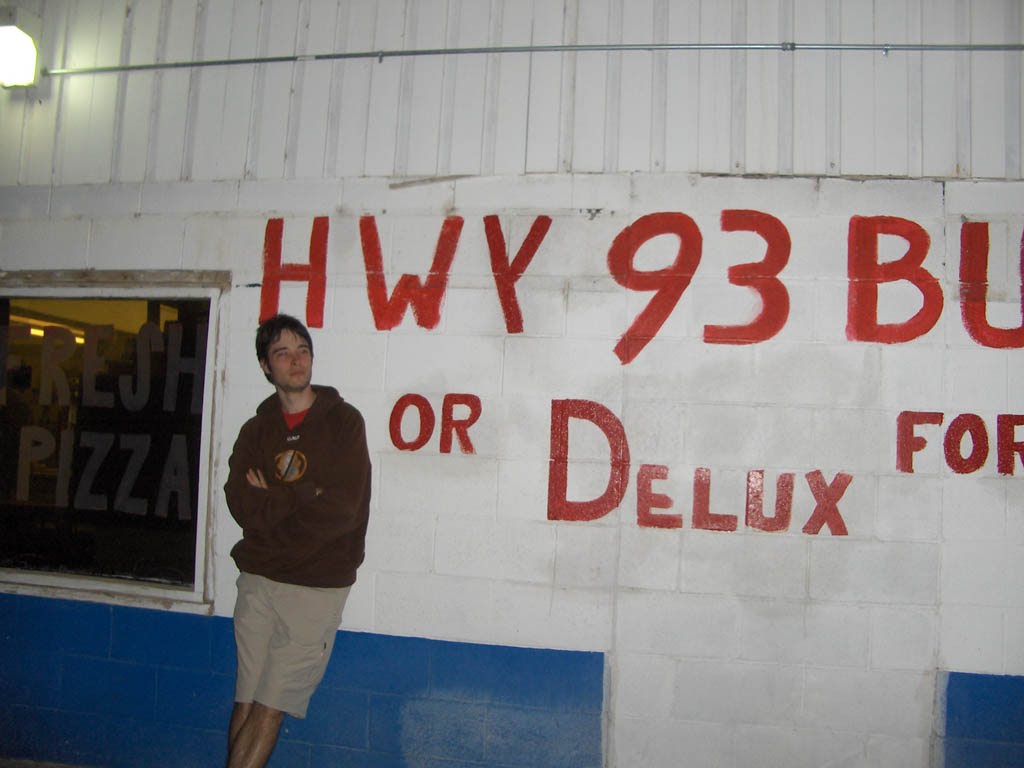 HWY 93 BU
OR DELUX FOR
FRESH
PIZZA